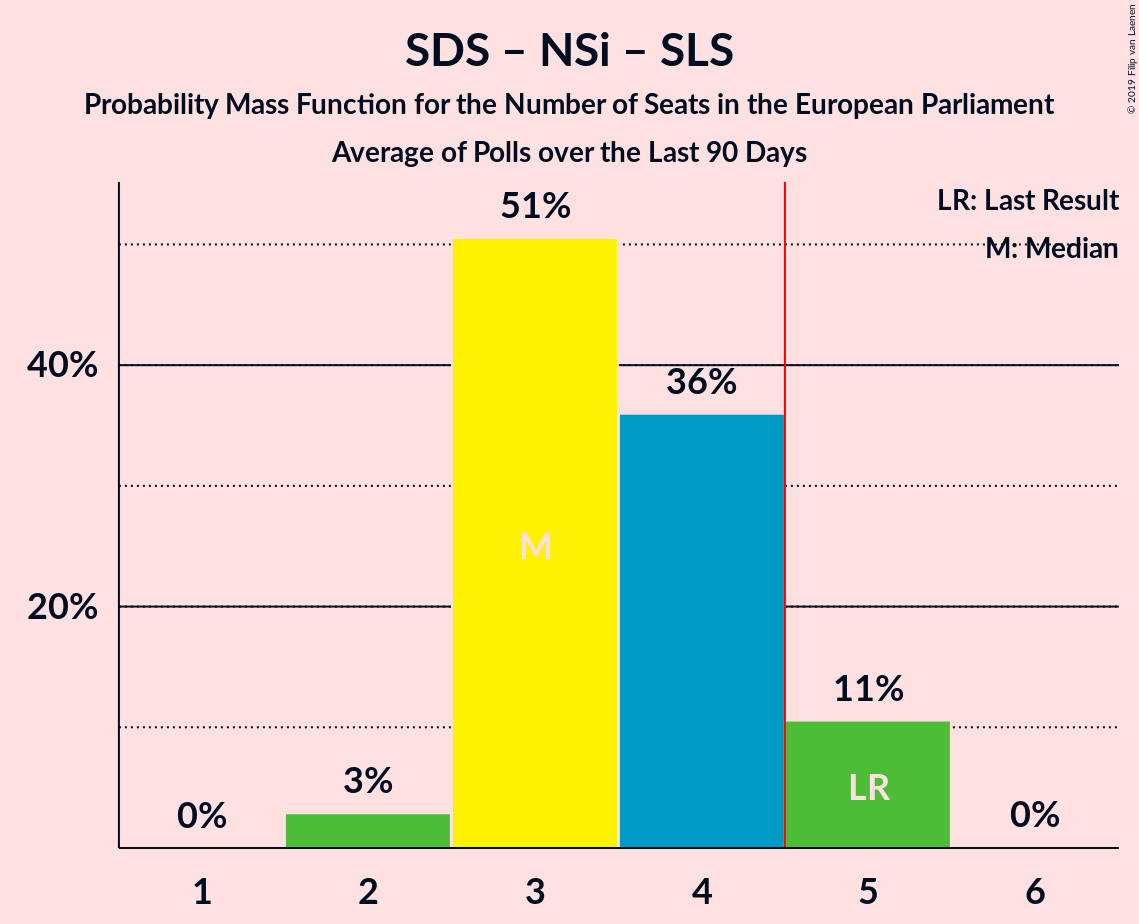 SDS – NSi – SLS
Probability Mass Function for the Number of Seats in the European Parliament
Average of Polls over the Last 90 Days
© 2019 Filip van Laenen
LR: Last Result
M: Median
51%
40%
36%
M
20%
11%
LR
3%
0%
0%
1 2 3 4 5 6